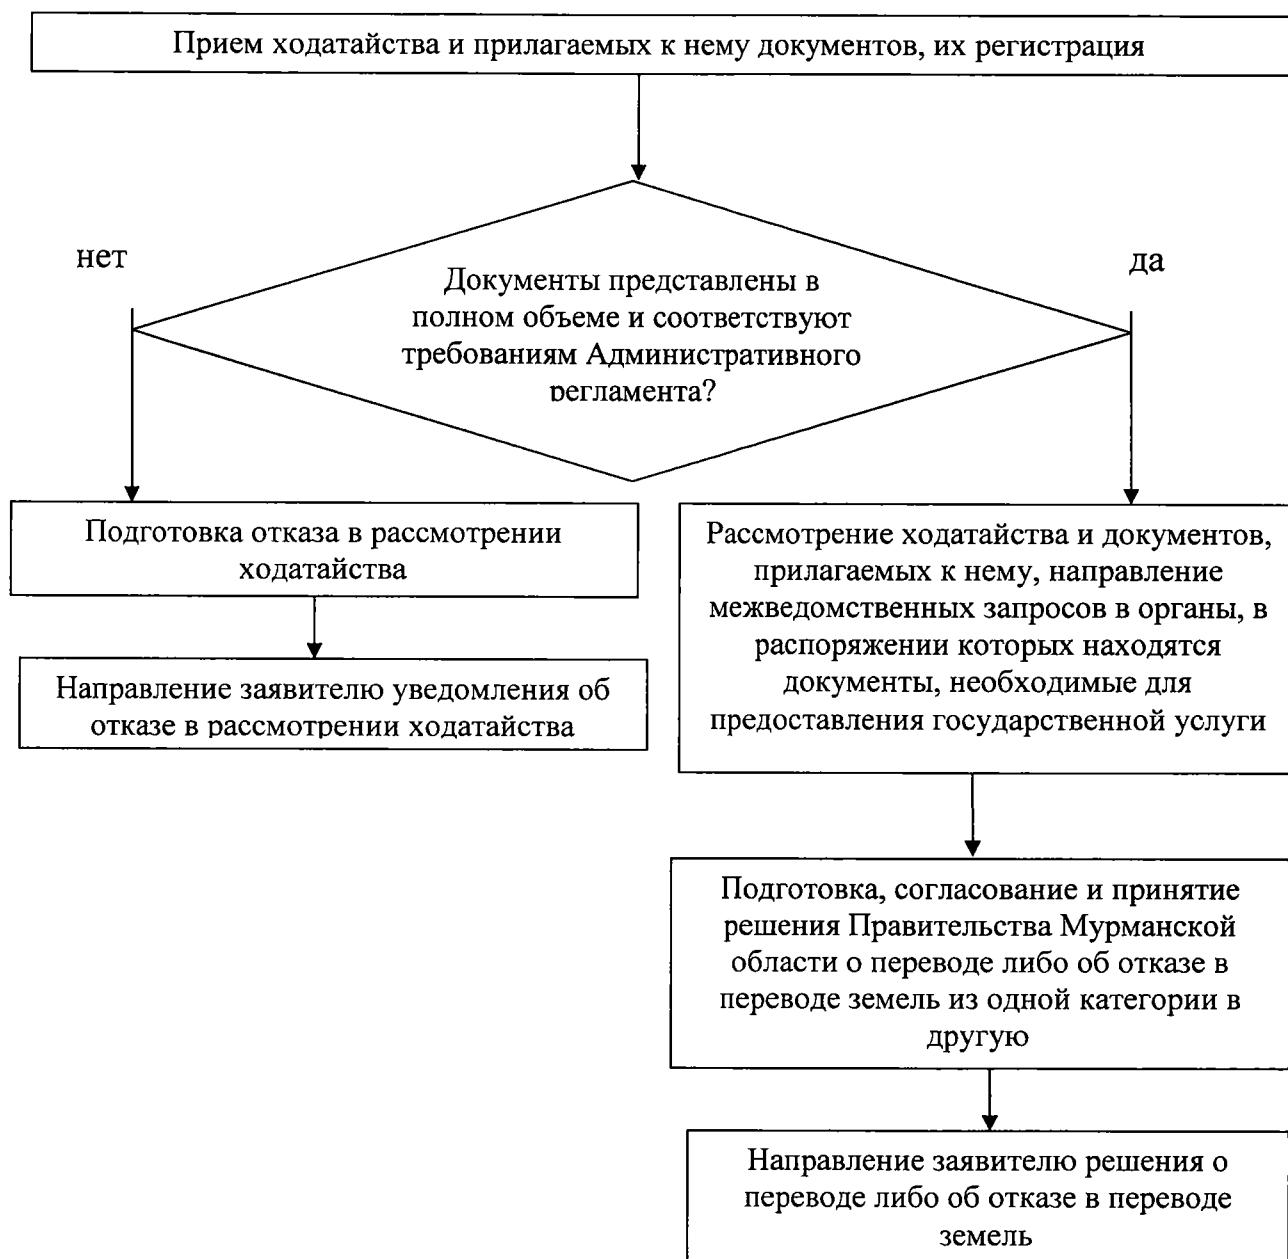 Прием ходатайства и прилагаемых к нему документов, их регистрация
нет
да
Документы представлены в
полном объеме и соответствуют
требованиям Административного
регламента?
Подготовка отказа в рассмотрении
ходатайства
Направление заявителю уведомления об
отказе в рассмотрении ходатайства
Рассмотрение ходатайства и документов,
прилагаемых к нему, направление
межведомственных запросов в органы, в
распоряжении которых находятся
документы, необходимые для
предоставления государственной услуги
Подготовка, согласование и принятие
решения Правительства Мурманской
области о переводе либо об отказе в
переводе земель из одной категории в
другую
Направление заявителю решения о
переводе либо об отказе в переводе
земель